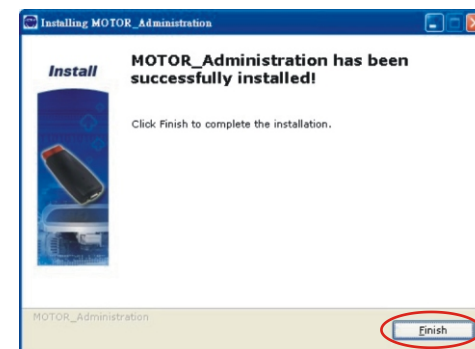 Installing MOTOR_Administration
Install
MOTOR_Administration has been
successfully installed!
Click Finish to complete the installation.
MOTOR_Administration
Finish